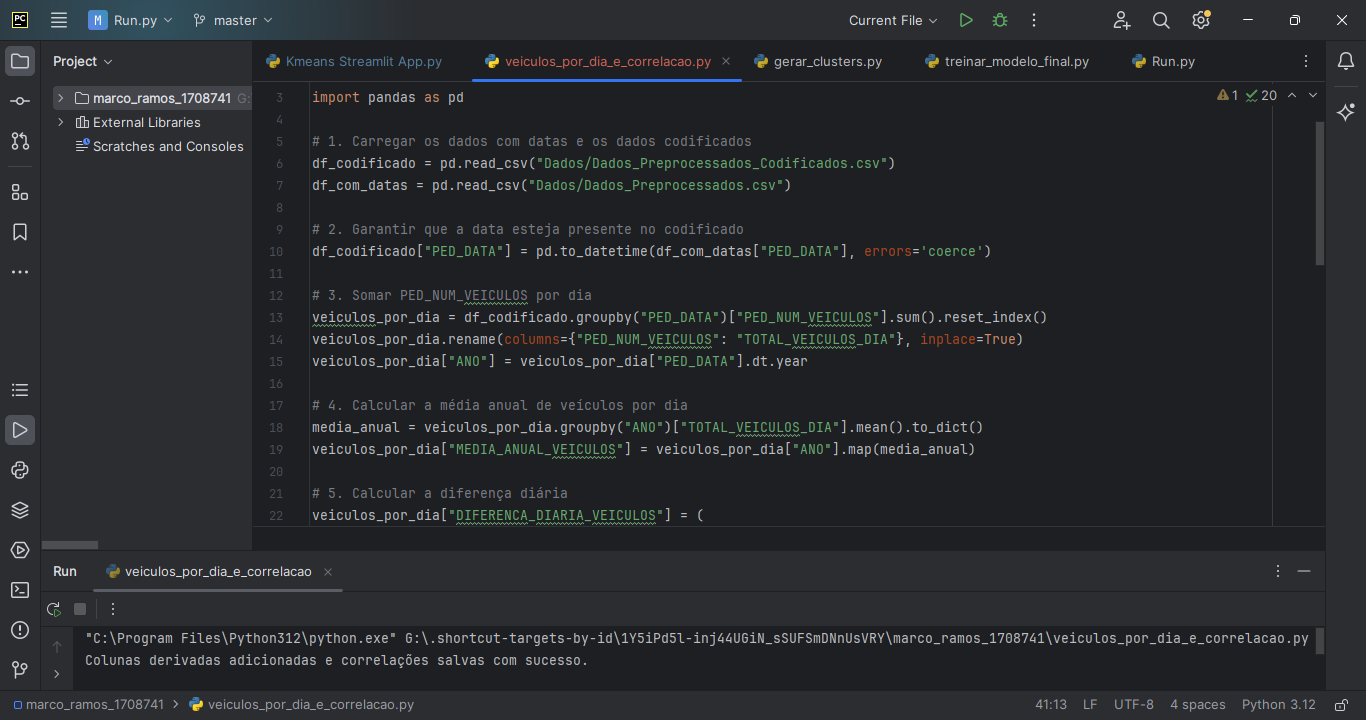 PC M Run.py master Current File
Project
Kmeans Streamlit App.py veiculos_por_dia_e_correlacao.py gerar_clusters.py treinar_modelo_final.py Run.py
marco_ramos_1708741 G:
External Libraries
Scratches and Consoles
1 20
3 import pandas as pd
4
5 # 1. Carregar os dados com datas e os dados codificados
6 df_codificado = pd.read_csv("Dados/Dados_Preprocessados_Codificados.csv")
7 df_com_datas = pd.read_csv("Dados/Dados_Preprocessados.csv")
8
9 # 2. Garantir que a data esteja presente no codificado
10 df_codificado["PED_DATA"] = pd.to_datetime(df_com_datas["PED_DATA"], errors='coerce')
11
12 # 3. Somar PED_NUM_VEICULOS por dia
13 veiculos_por_dia = df_codificado.groupby("PED_DATA")["PED_NUM_VEICULOS"].sum().reset_index()
14 veiculos_por_dia.rename(columns={"PED_NUM_VEICULOS": "TOTAL_VEICULOS_DIA"}, inplace=True)
15 veiculos_por_dia["ANO"] = veiculos_por_dia["PED_DATA"].dt.year
16
17 # 4. Calcular a média anual de veículos por dia
18 media_anual = veiculos_por_dia.groupby("ANO")["TOTAL_VEICULOS_DIA"].mean().to_dict()
19 veiculos_por_dia["MEDIA_ANUAL_VEICULOS"] = veiculos_por_dia["ANO"].map(media_anual)
20
21 # 5. Calcular a diferença diária
22 veiculos_por_dia["DIFERENCA_DIARIA_VEICULOS"] = (
Run veiculos_por_dia_e_correlacao
"C:\Program Files\Python312\python.exe" G:\.shortcut-targets-by-id\1Y5iPd5l-inj44UGiN_sSUFSmDNnUsVRY\marco_ramos_1708741\veiculos_por_dia_e_correlacao.py
Colunas derivadas adicionadas e correlações salvas com sucesso.
marco_ramos_1708741 veiculos_por_dia_e_correlacao.py 41:13 LF UTF-8 4 spaces Python 3.12